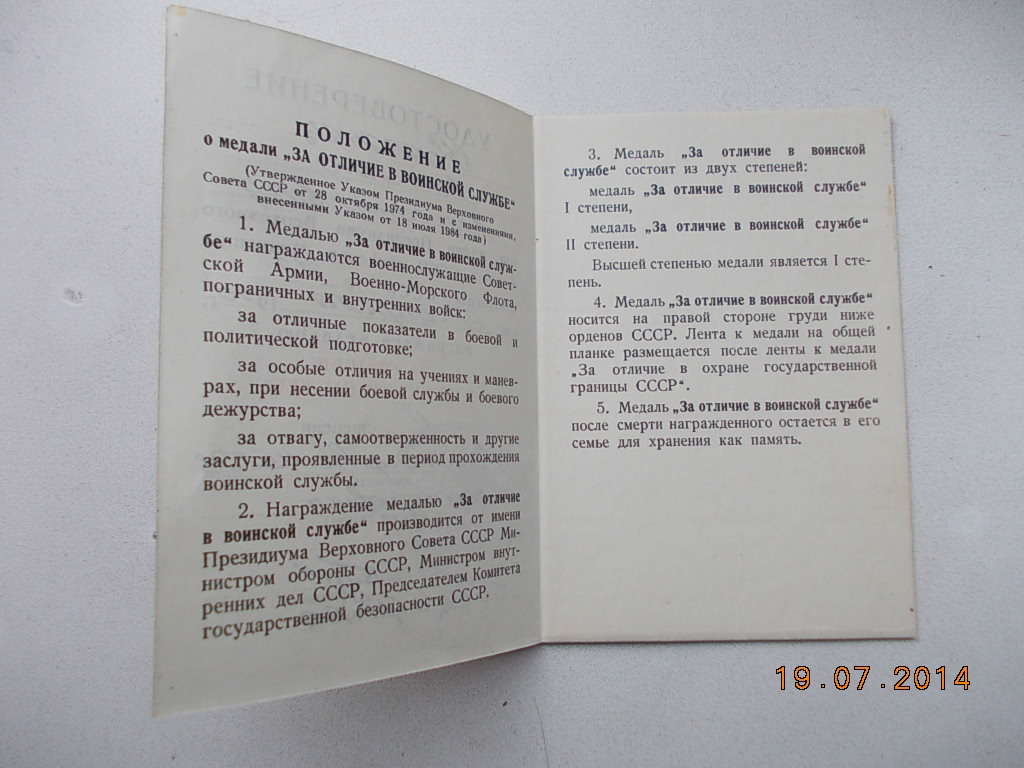 УДОСТОВЕРЕНИЕ
ПОЛОЖЕНИЕ
о медали „ЗА ОТЛИЧИЕ В ВОИНСКОЙ СЛУЖБЕ“
(Утвержденное Указом Президиума Верховного
Совета СССР от 28 октября 1974 года и с изменениями,
внесенными Указом от 18 июля 1984 года)
1. Медалью „За отличие в воинской служ-
бе“ награждаются военнослужащие Совет-
ской Армии, Военно-Морского Флота,
пограничных и внутренних войск:
за отличные показатели в боевой и
политической подготовке;
за особые отличия на учениях и манев-
рах, при несении боевой службы и боевого
дежурства;
за отвагу, самоотверженность и другие
заслуги, проявленные в период прохождения
воинской службы.
2. Награждение медалью „За отличие
в воинской службе“ производится от имени
Президиума Верховного Совета СССР Ми-
нистром обороны СССР, Министром внут-
ренних дел СССР, Председателем Комитета
государственной безопасности СССР.
3. Медаль „За отличие в воинской
службе“ состоит из двух степеней:
медаль „За отличие в воинской службе“
I степени,
медаль „За отличие в воинской службе“
II степени.
Высшей степенью медали является I сте-
пень.
4. Медаль „За отличие в воинской службе“
носится на правой стороне груди ниже
орденов СССР. Лента к медали на общей
планке размещается после ленты к медали
„За отличие в охране государственной
границы СССР“.
5. Медаль „За отличие в воинской службе“
после смерти награжденного остается в его
семье для хранения как память.
19.07.2014